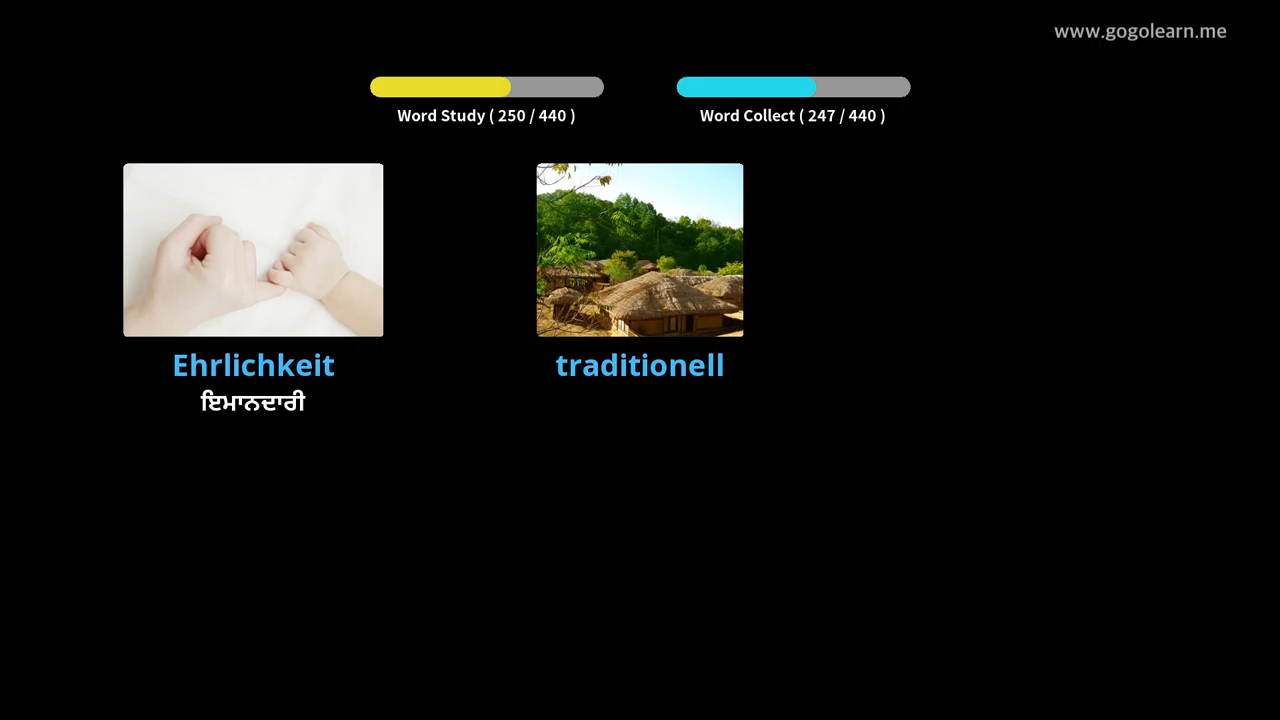 www.gogolearn.me
Word Study ( 250 / 440 )
Word Collect ( 247 / 440 )
Ehrlichkeit
traditionell
ਇਮਾਨਦਾਰੀ